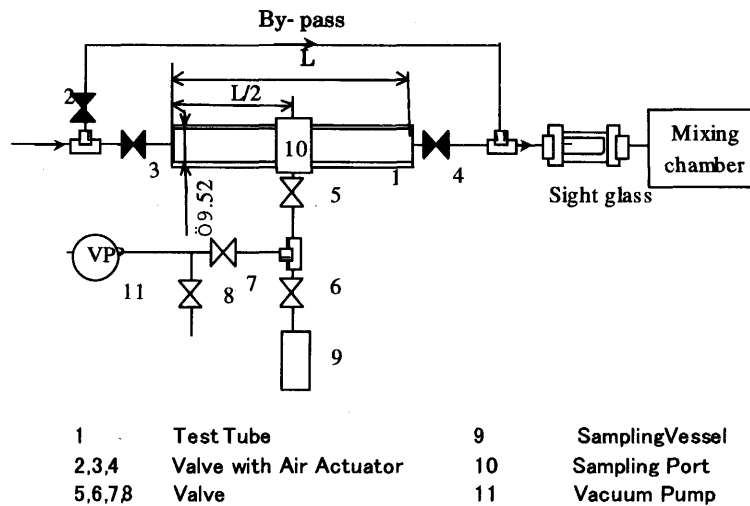 By- pass
L
L/2
2
10
3
1
4
5
Mixing
chamber
Sight glass
Ö9.52
VP
11
8
7
6
9
1 Test Tube 9 SamplingVessel
2,3,4 Valve with Air Actuator 10 Sampling Port
5,6,7,8 Valve 11 Vacuum Pump